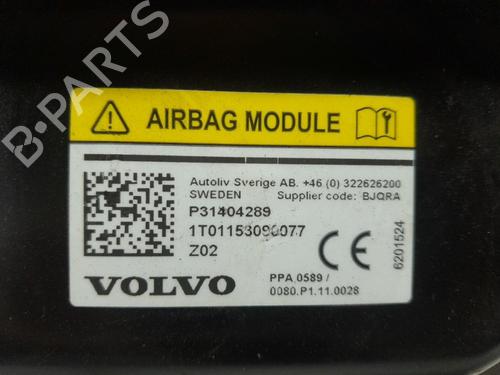 B-PARTS
AIRBAG MODULE
Autoliv Sverige AB. +46 (0) 322626200
SWEDEN Supplier code: BJQRA
P31404289
1T01153090077
Z02
CE
6201524
VOLVO
PPA 0589 /
0080.P1.11.0028